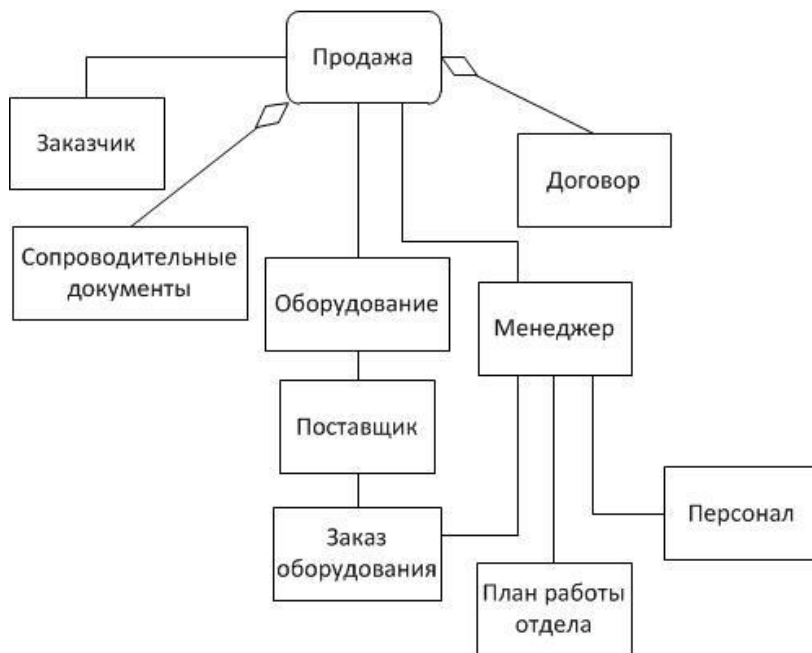 Продажа
Заказчик
Договор
Сопроводительные
документы
Оборудование
Менеджер
Поставщик
Персонал
Заказ
оборудования
План работы
отдела